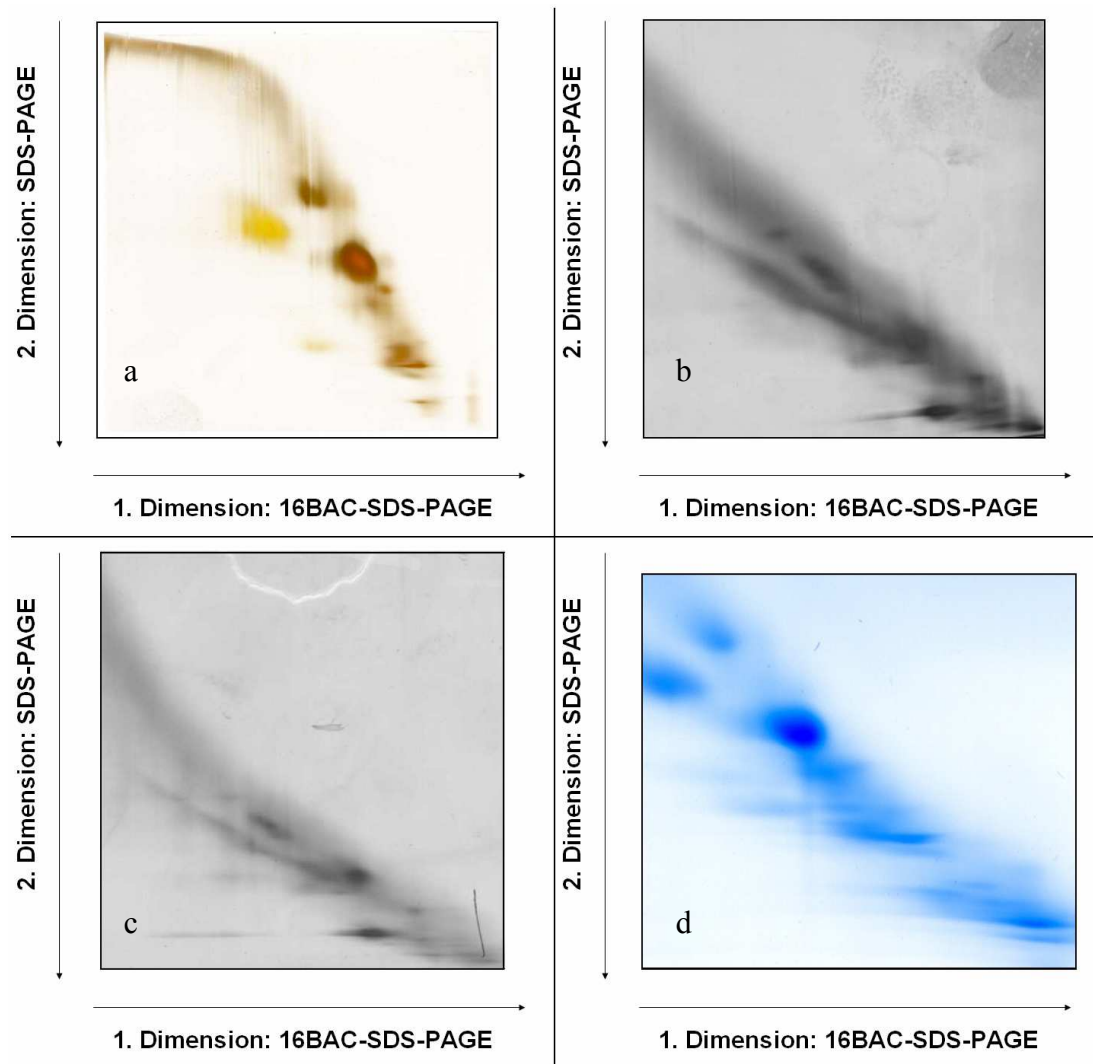 2. Dimension: SDS-PAGE
a
1. Dimension: 16BAC-SDS-PAGE
2. Dimension: SDS-PAGE
b
1. Dimension: 16BAC-SDS-PAGE
2. Dimension: SDS-PAGE
c
1. Dimension: 16BAC-SDS-PAGE
2. Dimension: SDS-PAGE
d
1. Dimension: 16BAC-SDS-PAGE